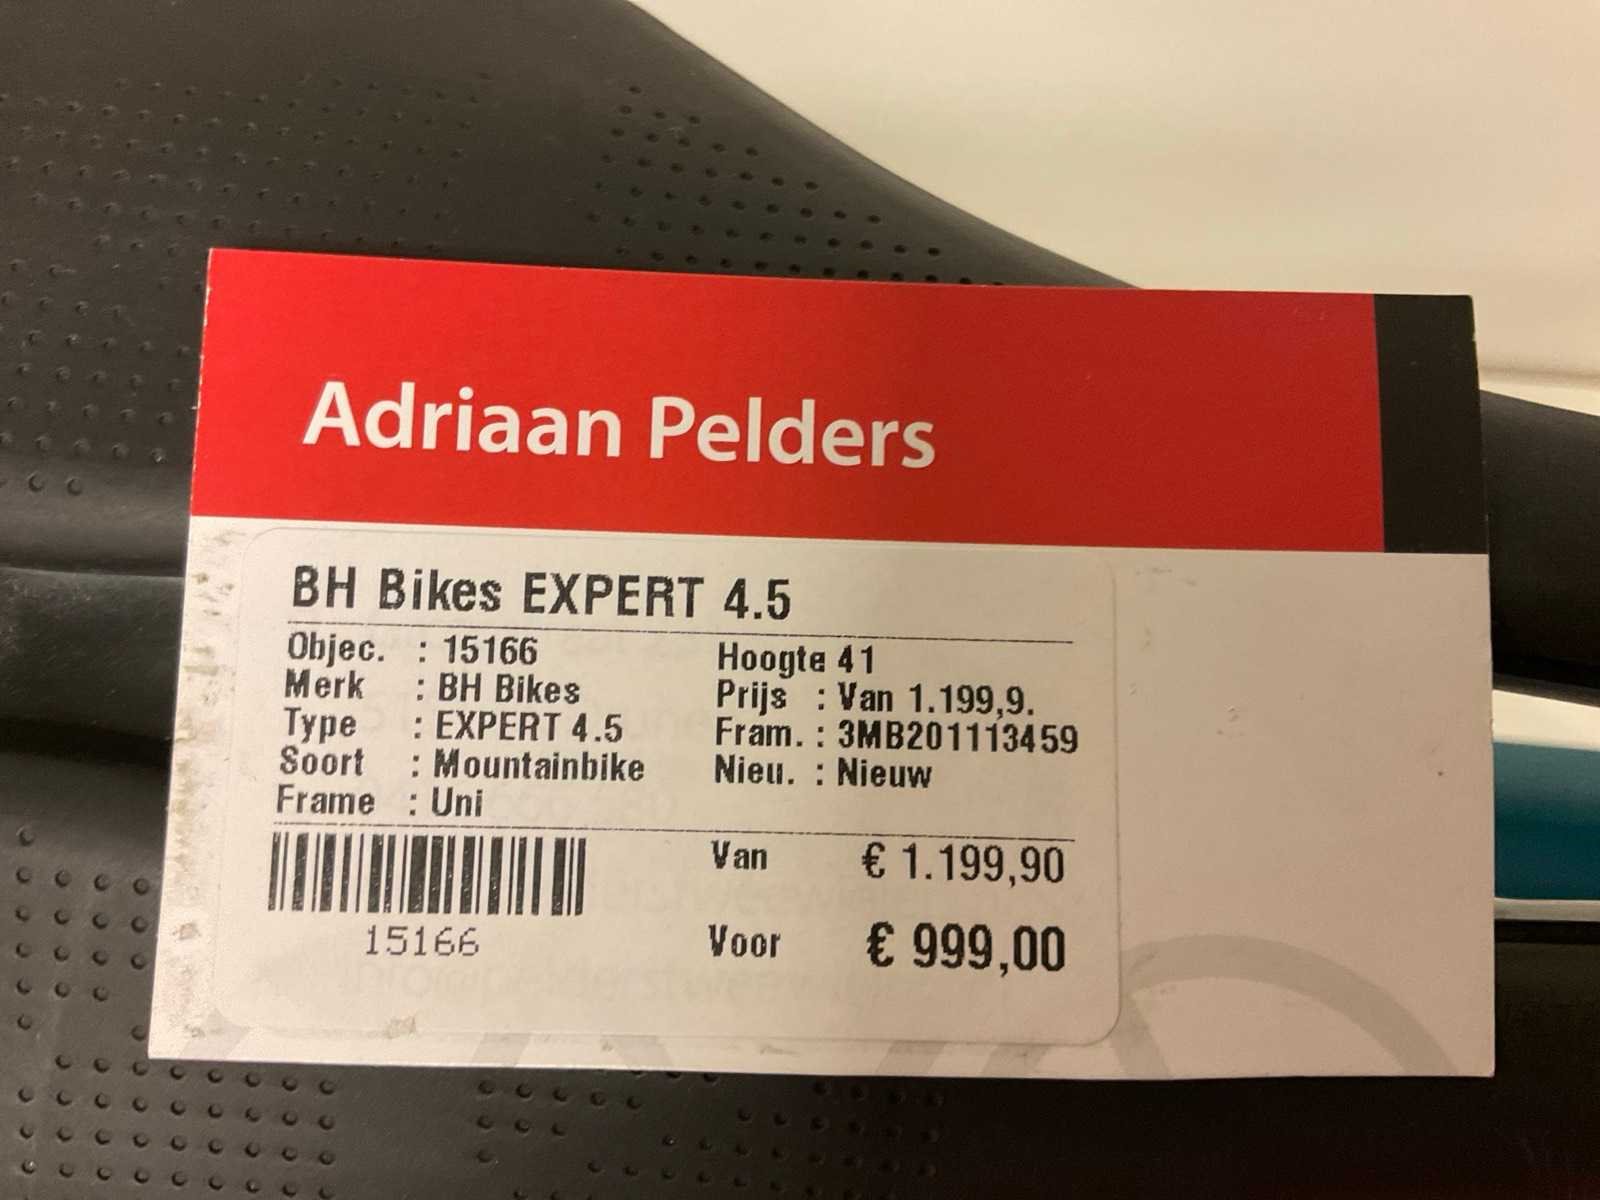 Adriaan Pelders
BH Bikes EXPERT 4.5
Objec. : 15166
Merk : BH Bikes
Type : EXPERT 4.5
Soort : Mountainbike
Frame : Uni
Hoogte 41
Prijs : Van 1.199,9.
Fram. : 3MB201113459
Nieu. : Nieuw
15166
Van € 1.199,90
Voor € 999,00